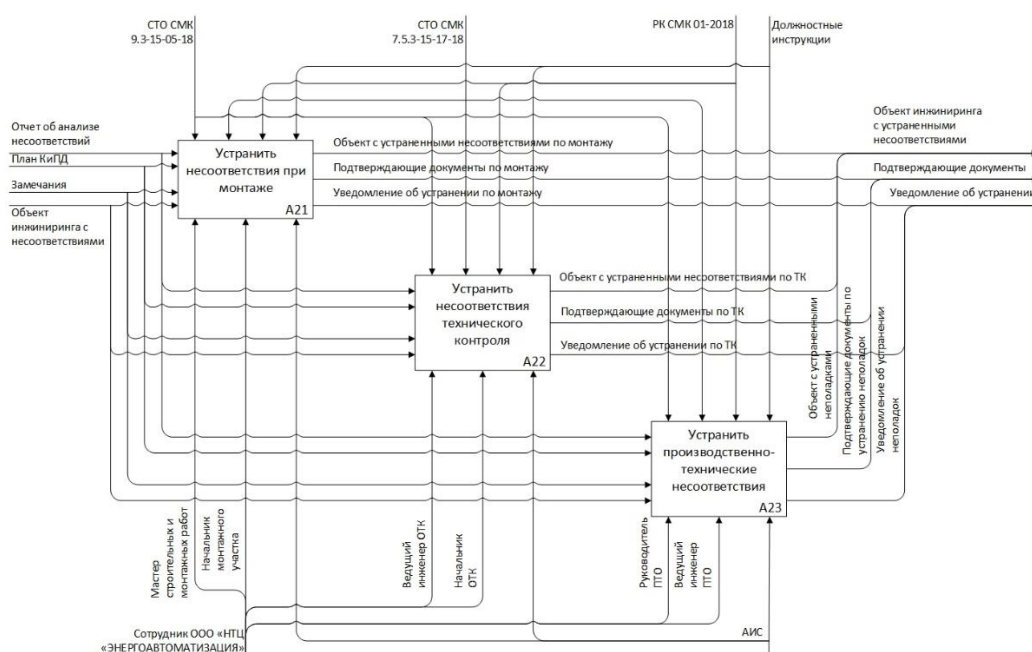 СТО СМК
9.3-15-05-18
СТО СМК
7.5.3-15-17-18
РК СМК 01-2018
Должностные
инструкции
Отчет об анализе
несоответствий
План КиПД
Замечания
Объект
инжиниринга с
несоответствиями
Устранить
несоответствия при
монтаже
А21
Объект с устраненными несоответствиями по монтажу
Подтверждающие документы по монтажу
Уведомление об устранении по монтажу
Объект инжиниринга
с устраненными
несоответствиями
Подтверждающие документы
Уведомление об устранении
Устранить
несоответствия
технического
контроля
А22
Объект с устраненными несоответствиями по ТК
Подтверждающие документы по ТК
Уведомление об устранении по ТК
Объект с устраненными
неполадками
Подтверждающие документы по
устранению неполадок
Уведомление об устранении
неполадок
Устранить
производственно-
технические
несоответствия
А23
Мастер
строительных и
монтажных работ
Начальник
монтажного
участка
Ведущий
инженер ОТК
Начальник
ОТК
Руководитель
ПТО
Ведущий
инженер
ПТО
Сотрудник ООО «НТЦ
«ЭНЕРГОАВТОМАТИЗАЦИЯ»
АИС